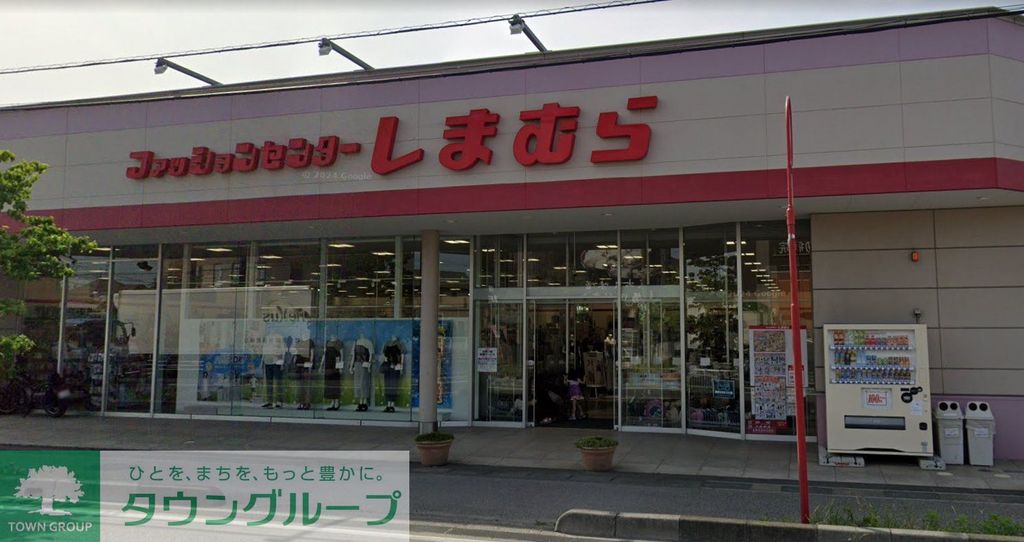 ファッションセンターしまむら
© 2024 Google
ひとを、まちを、もっと豊かに。
タウングループ
TOWN GROUP